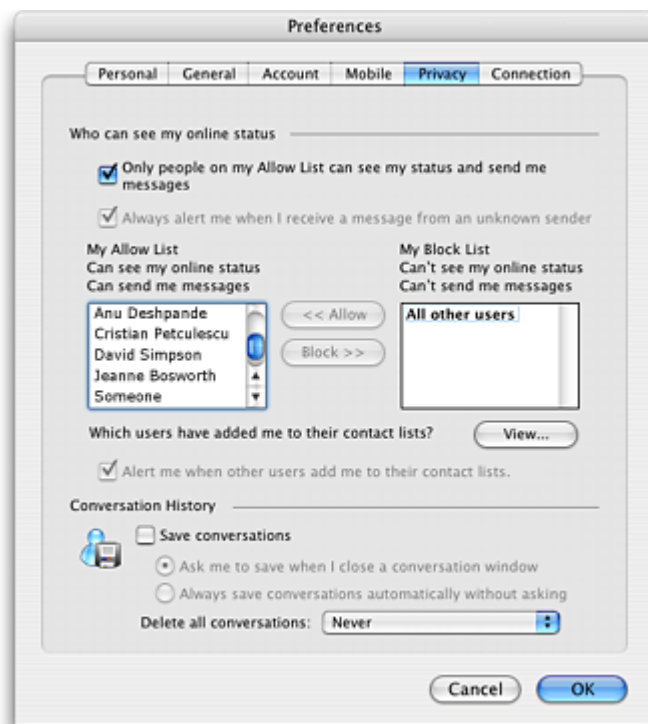 Preferences
Personal General Account Mobile Privacy Connection
Who can see my online status
Only people on my Allow List can see my status and send me
messages
Always alert me when I receive a message from an unknown sender
My Allow List
Can see my online status
Can send me messages
My Block List
Can't see my online status
Can't send me messages
Anu Deshpande
Cristian Petculescu
David Simpson
Jeanne Bosworth
Someone
<< Allow
Block >>
All other users
Which users have added me to their contact lists?
View...
Alert me when other users add me to their contact lists.
Conversation History
Save conversations
Ask me to save when I close a conversation window
Always save conversations automatically without asking
Delete all conversations: Never
Cancel OK